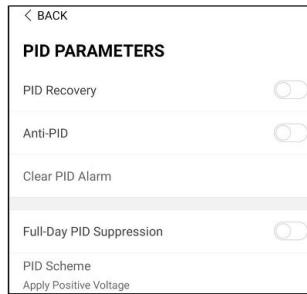 < BACK
PID PARAMETERS
PID Recovery
Anti-PID
Clear PID Alarm
Full-Day PID Suppression
PID Scheme
Apply Positive Voltage